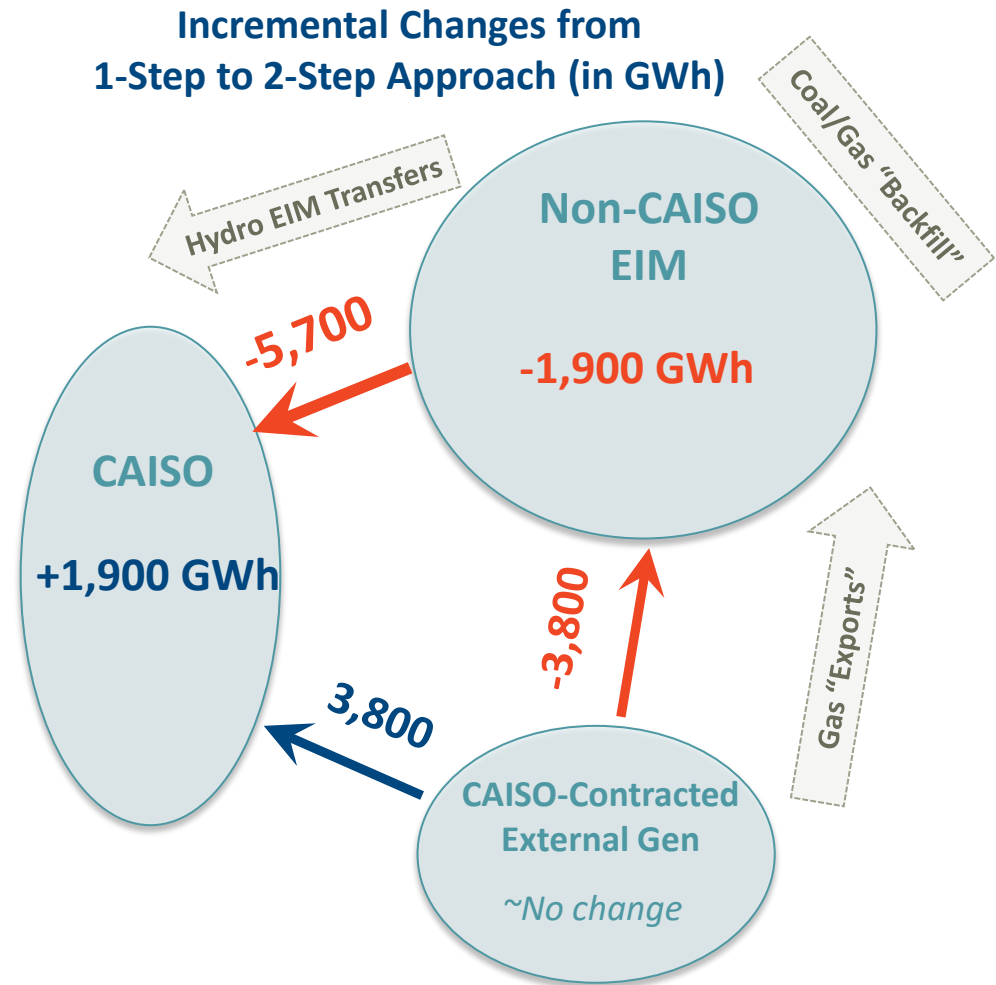 Incremental Changes from
1-Step to 2-Step Approach (in GWh)
Coal/Gas “Backfill”
Hydro EIM Transfers
Non-CAISO
EIM
-1,900 GWh
-5,700
CAISO
+1,900 GWh
-3,800
Gas “Exports”
3,800
CAISO-Contracted
External Gen
~No change